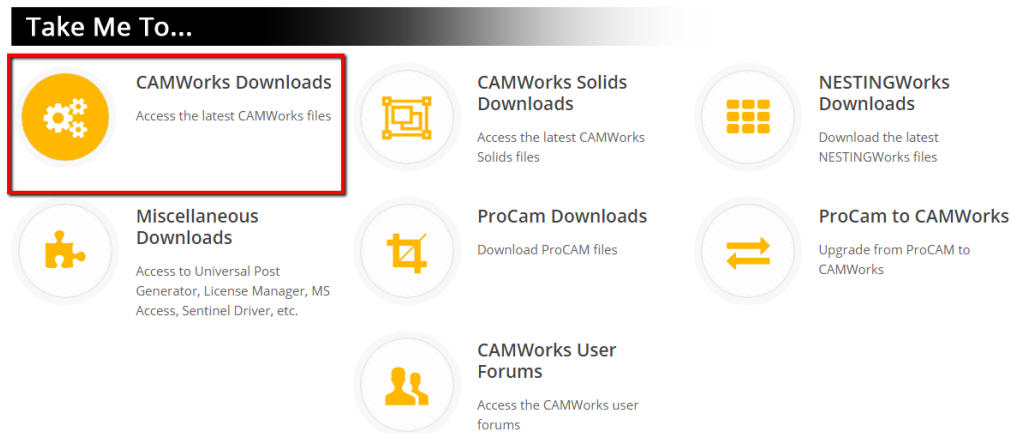 Take Me To...
CAMWorks Downloads
Access the latest CAMWorks files
CAMWorks Solids
Downloads
Access the latest CAMWorks
Solids files
NESTINGWorks
Downloads
Download the latest
NESTINGWorks files
Miscellaneous
Downloads
Access to Universal Post
Generator, License Manager, MS
Access, Sentinel Driver, etc.
ProCam Downloads
Download ProCAM files
ProCam to CAMWorks
Upgrade from ProCAM to
CAMWorks
CAMWorks User
Forums
Access the CAMWorks user
forums